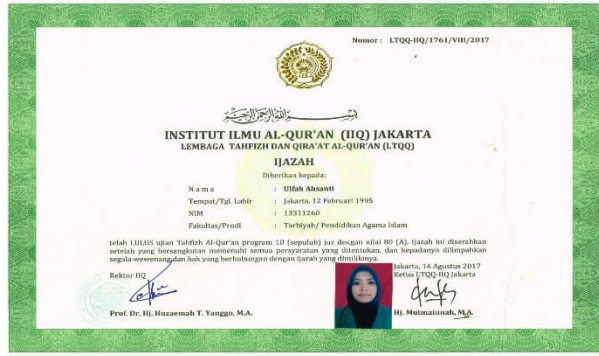 Nomor : LTQQ-IIQ/1761/VIII/2017
بِسْمِ اللَّهِ الرَّحْمَٰنِ الرَّحِيمِ
INSTITUT ILMU AL-QUR'AN (IIQ) JAKARTA
LEMBAGA TAHFIZH DAN QIRA'AT AL-QUR'AN (LTQQ)
IJAZAH
Diberikan kepada:
N a m a : Ulfah Ahsanti
Tempat/Tgl. Lahir : Jakarta, 12 Februari 1995
NIM : 13311260
Fakultas/Prodi : Tarbiyah/ Pendidikan Agama Islam
telah LULUS ujian Tahfizh Al-Qur'an program 10 (sepuluh) juz dengan nilai 80 (A). Ijazah ini diserahkan
setelah yang bersangkutan memenuhi semua persyaratan yang ditentukan, dan kepadanya dilimpahkan
segala wewenang dan hak yang berhubungan dengan ijazah yang dimilikinya.
Jakarta, 14 Agustus 2017
Rektor IIQ
Ketua LTQQ-IIQ Jakarta
Prof. Dr. Hj. Huzaemah T. Yanggo, M.A.
Hj. Mutmainnah, M.A.